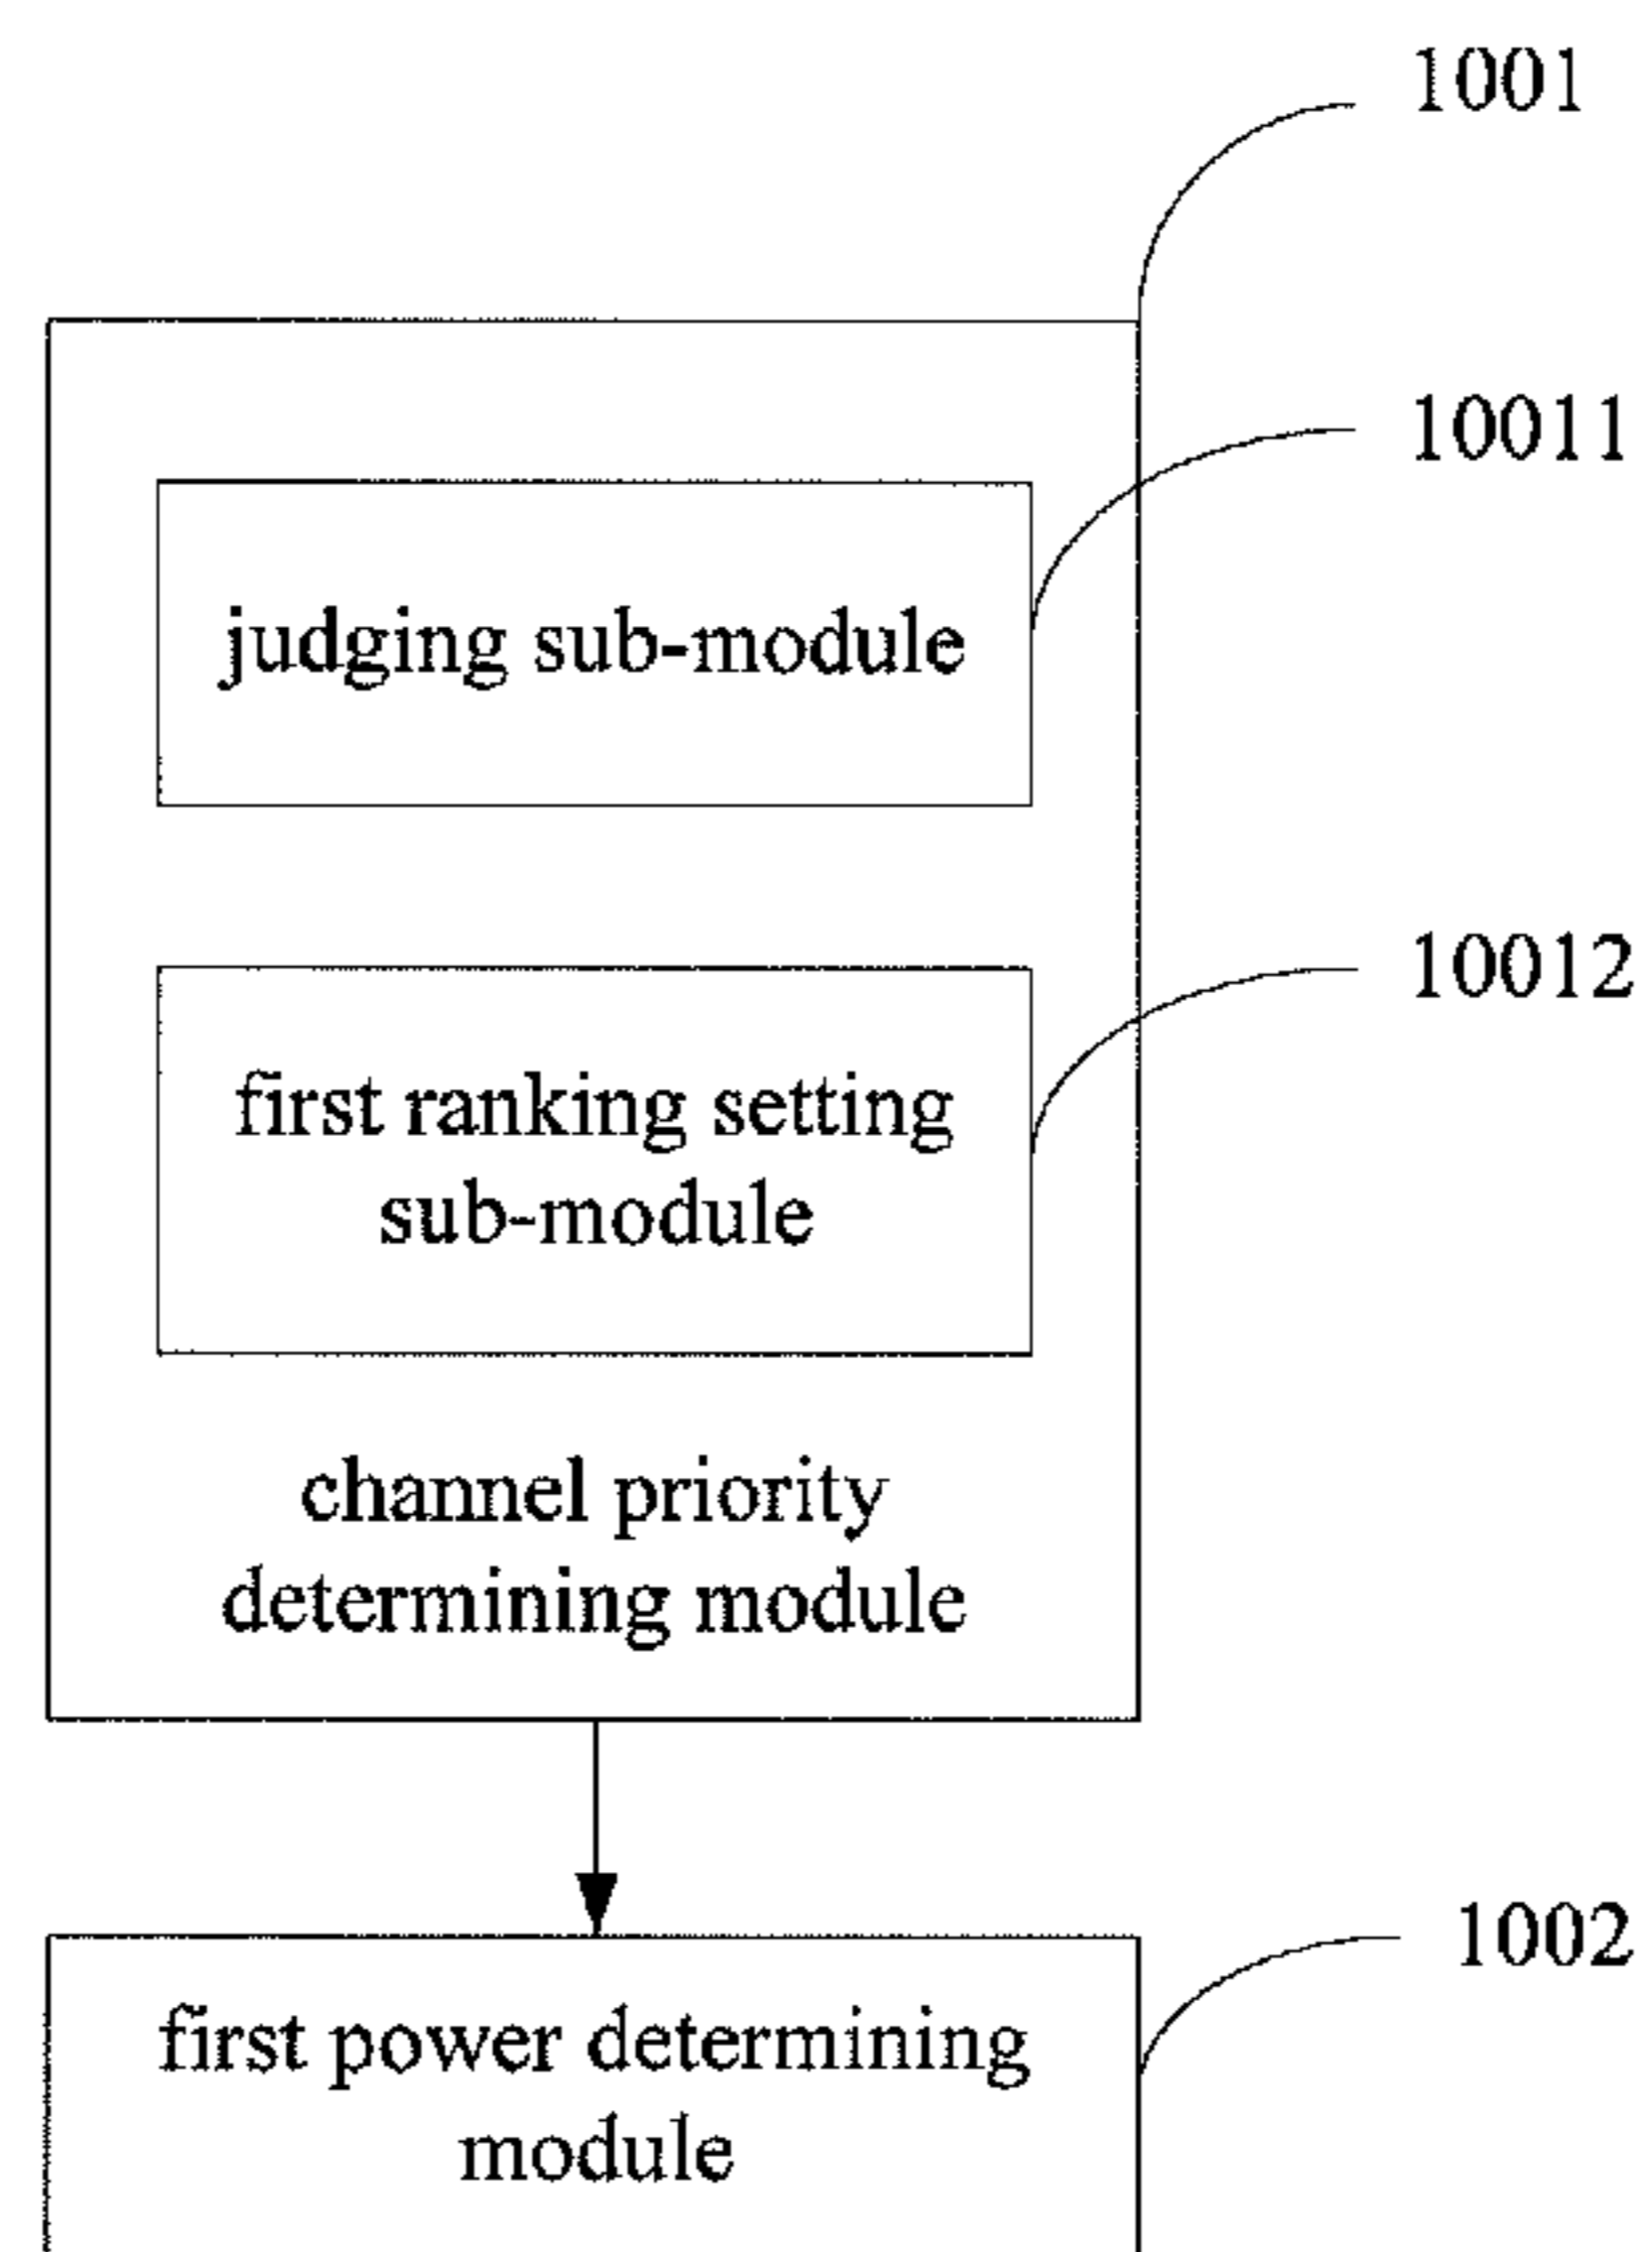 1001
10011
judging sub-module
10012
first ranking setting
sub-module
channel priority
determining module
1002
first power determining
module